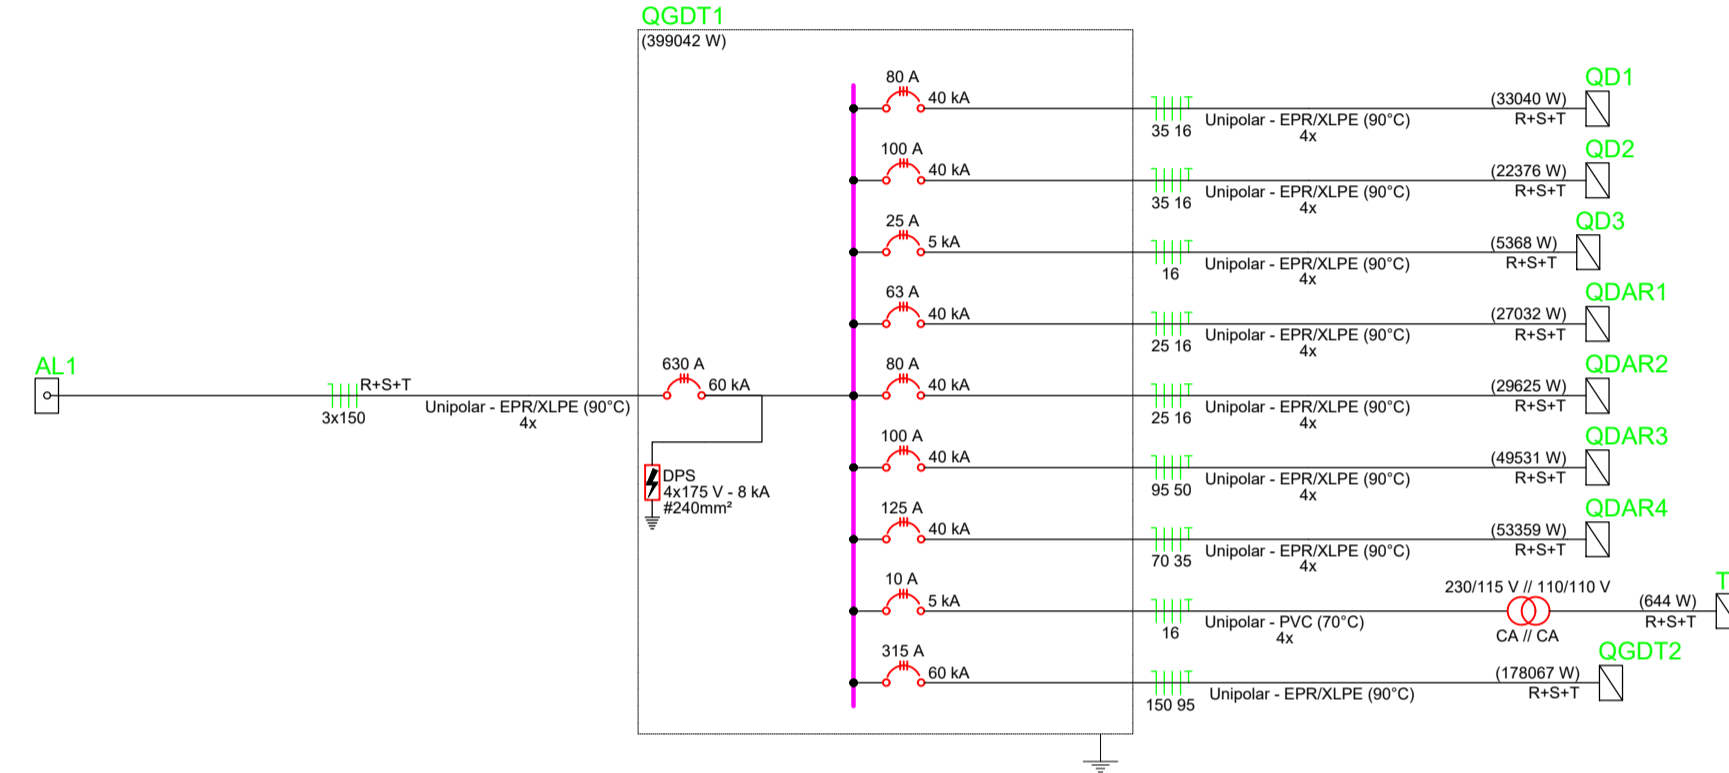 QGDT1
(399042 W)
80 A
40 kA
35 16
Unipolar - EPR/XLPE (90°C)
4x
(33040 W)
R+S+T
QD1
100 A
40 kA
35 16
Unipolar - EPR/XLPE (90°C)
4x
(22376 W)
R+S+T
QD2
25 A
5 kA
16
Unipolar - EPR/XLPE (90°C)
4x
(5368 W)
R+S+T
QD3
63 A
40 kA
25 16
Unipolar - EPR/XLPE (90°C)
4x
(27032 W)
R+S+T
QDAR1
AL1
R+S+T
3x150
Unipolar - EPR/XLPE (90°C)
4x
630 A
60 kA
DPS
4x175 V - 8 kA
#240mm²
80 A
40 kA
25 16
Unipolar - EPR/XLPE (90°C)
4x
(29625 W)
R+S+T
QDAR2
100 A
40 kA
95 50
Unipolar - EPR/XLPE (90°C)
4x
(49531 W)
R+S+T
QDAR3
125 A
40 kA
70 35
Unipolar - EPR/XLPE (90°C)
4x
(53359 W)
R+S+T
QDAR4
10 A
5 kA
16
Unipolar - PVC (70°C)
4x
230/115 V // 110/110 V
CA // CA
(644 W)
R+S+T
T
315 A
60 kA
150 95
Unipolar - EPR/XLPE (90°C)
(178067 W)
R+S+T
QGDT2